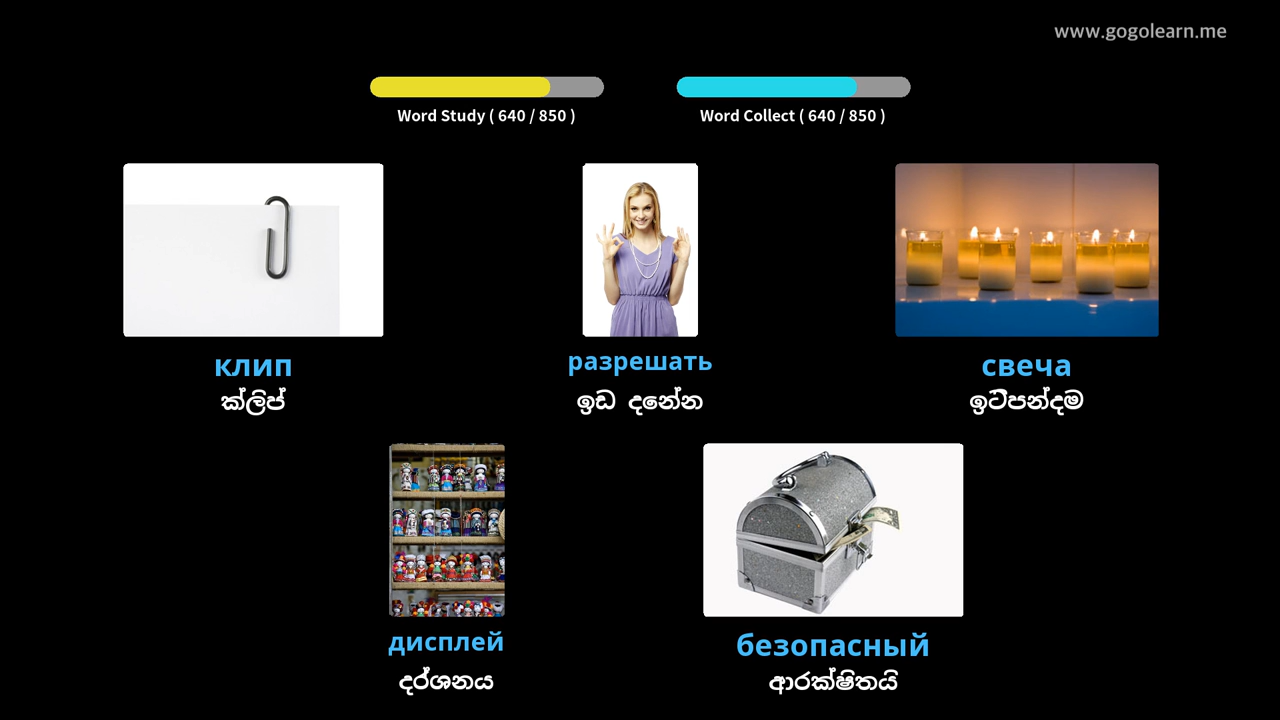 www.gogolearn.me
Word Study ( 640 / 850 )
Word Collect ( 640 / 850 )
клип
ක්ලිප්
разрешать
ඉඩ දෙන්න
свеча
ඉටිපන්දම
дисплей
දර්ශනය
безопасный
ආරක්ෂිතයි